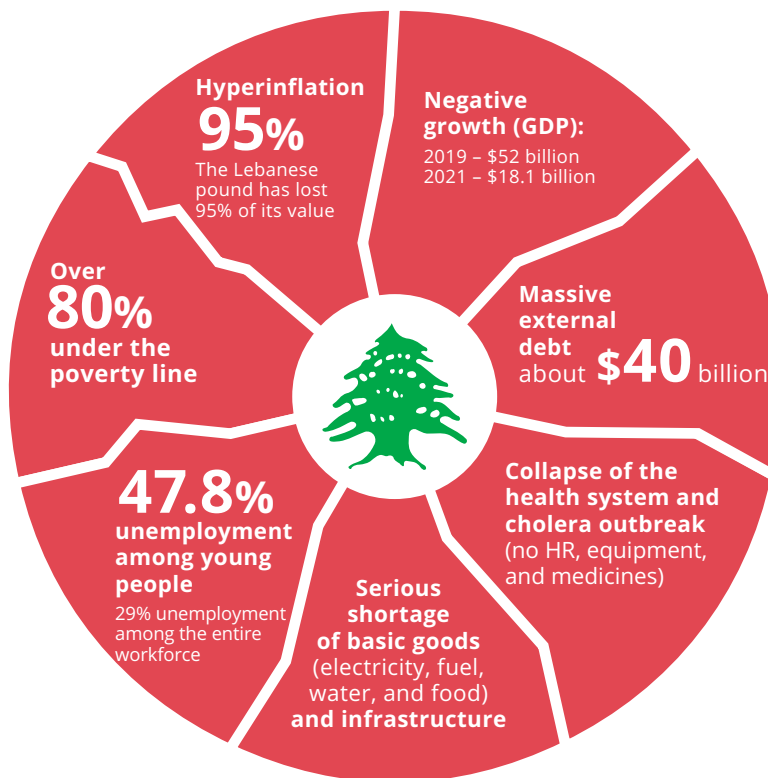 Hyperinflation
95%
The Lebanese
pound has lost
95% of its value
Negative
growth (GDP):
2019 – $52 billion
2021 – $18.1 billion
Massive
external
debt
about $40 billion
Collapse of the
health system and
cholera outbreak
(no HR, equipment,
and medicines)
Serious
shortage
of basic goods
(electricity, fuel,
water, and food)
and infrastructure
47.8%
unemployment
among young
people
29% unemployment
among the entire
workforce
Over
80%
under the
poverty line